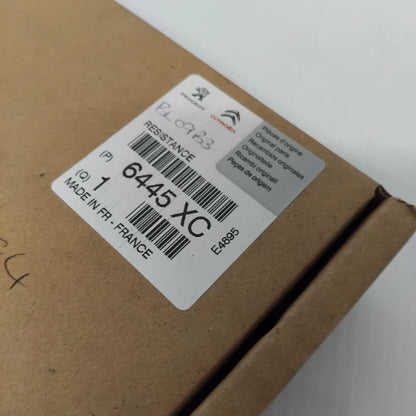 PEUGEOT
CITROËN
Pièces d'origine
Original parts
Recambios originales
Originalteile
Ricambi originali
Peças de origem
RESISTANCE
(P)
6445 XC
(Q) 1
E4895
MADE IN FR - FRANCE